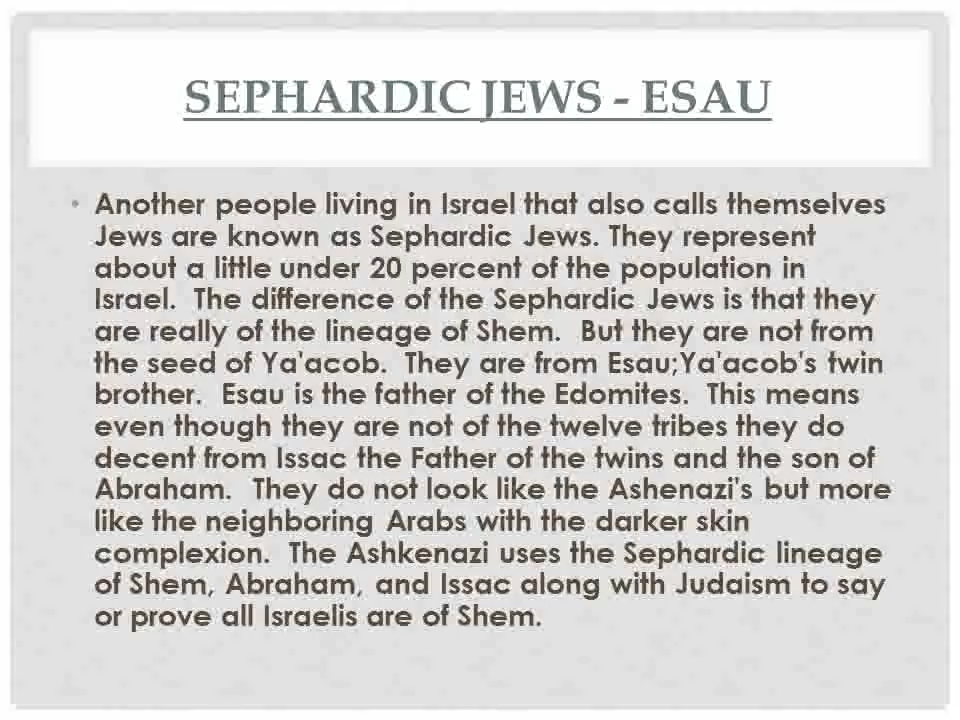 SEPHARDIC JEWS - ESAU
• Another people living in Israel that also calls themselves
Jews are known as Sephardic Jews. They represent
about a little under 20 percent of the population in
Israel.  The difference of the Sephardic Jews is that they
are really of the lineage of Shem.  But they are not from
the seed of Ya'acob.  They are from Esau;Ya'acob's twin
brother.  Esau is the father of the Edomites.  This means
even though they are not of the twelve tribes they do
decent from Issac the Father of the twins and the son of
Abraham.  They do not look like the Ashenazi's but more
like the neighboring Arabs with the darker skin
complexion.  The Ashkenazi uses the Sephardic lineage
of Shem, Abraham, and Issac along with Judaism to say
or prove all Israelis are of Shem.